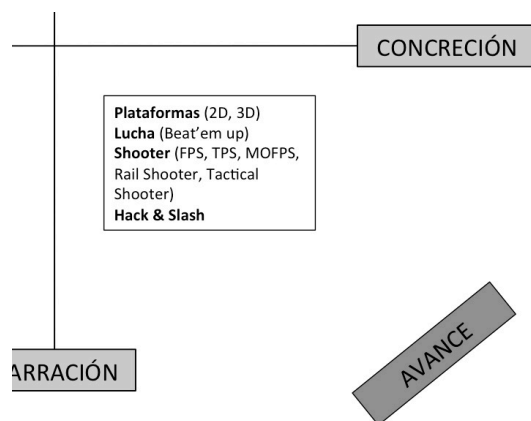 CONCRECIÓN
Plataformas (2D, 3D)
Lucha (Beat’em up)
Shooter (FPS, TPS, MOFPS,
Rail Shooter, Tactical
Shooter)
Hack & Slash
AVANCE
ARRACIÓN